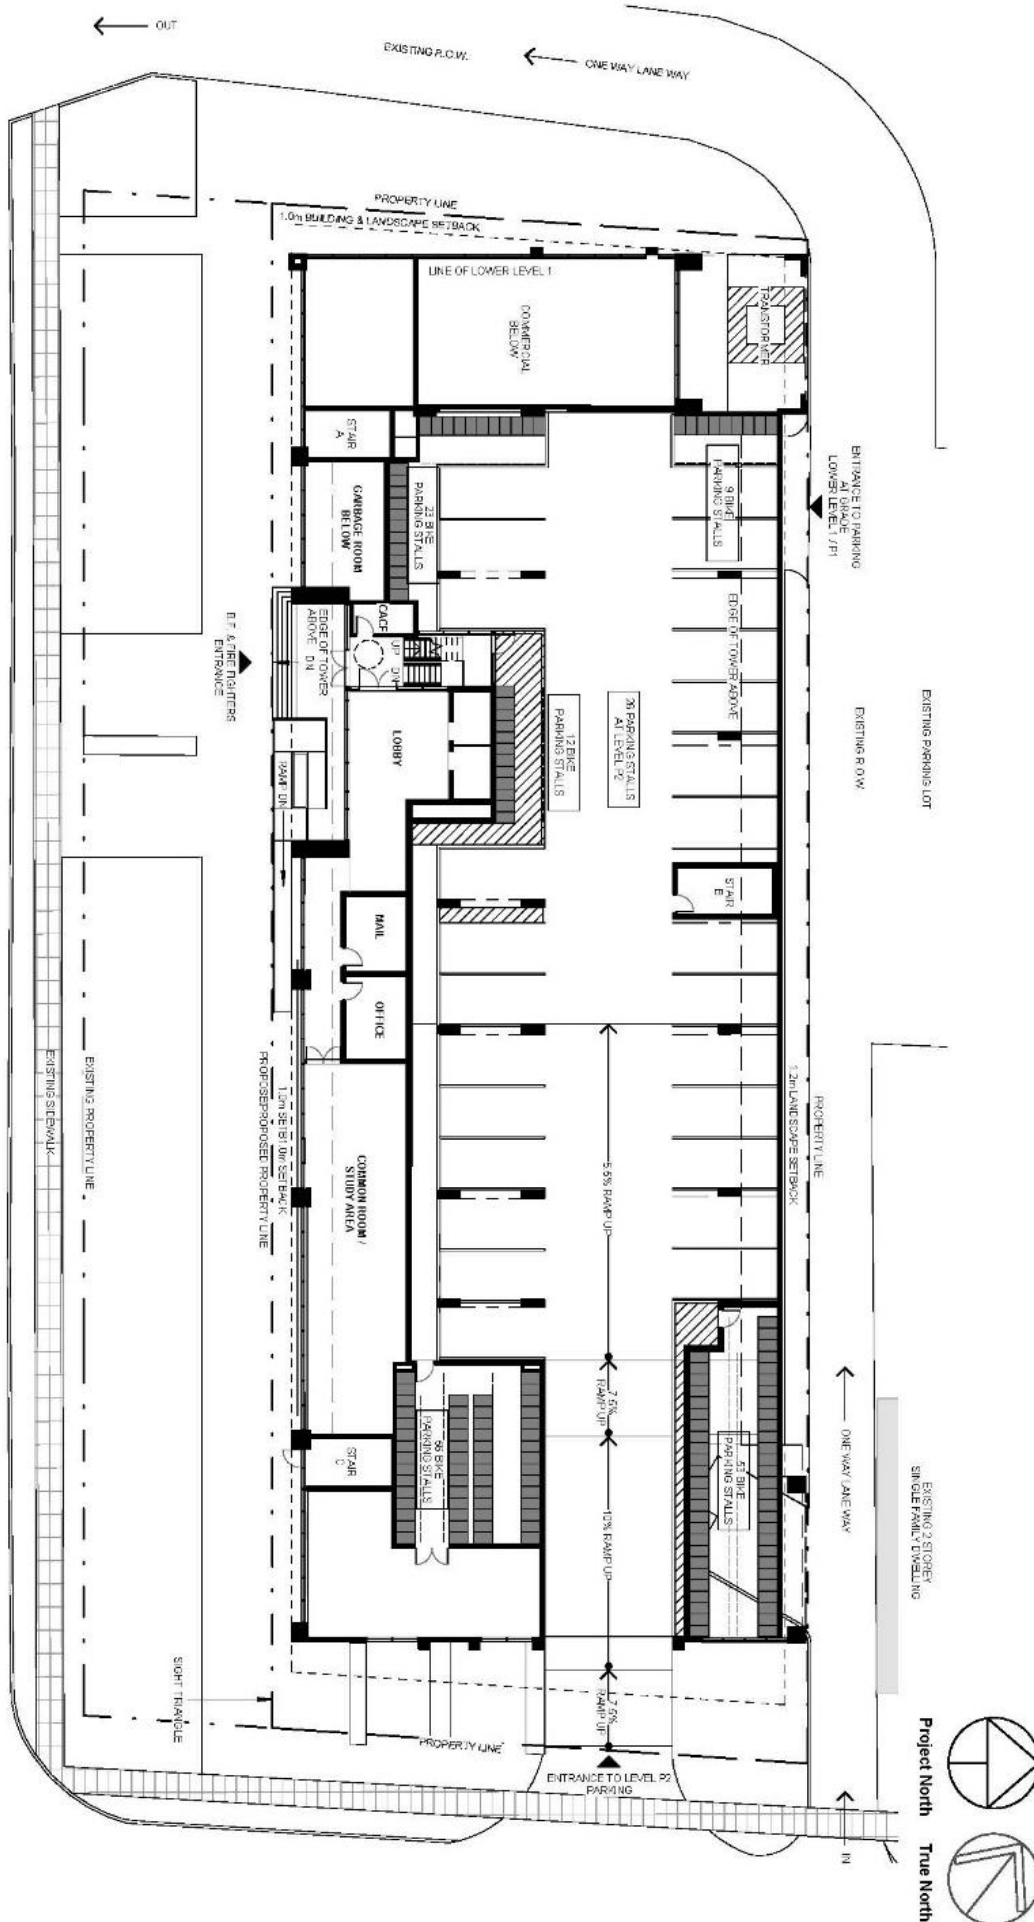 OUT
EXISTING R.O.W.
ONE WAY LANE WAY
PROPERTY LINE
1.0m BUILDING & LANDSCAPE SETBACK
LINE OF LOWER LEVEL 1
COMMERCIAL
BELOW
TRANSFORMER
STAIR
A
GARBAGE ROOM
BELOW
23 BIKE
PARKING STALLS
9 BIKE
PARKING STALLS
ENTRANCE TO PARKING
AT GRADE
LOWER LEVEL 1 / P1
CACF
UP
DN
EDGE OF TOWER
ABOVE
DN
B.F. & FIRE FIGHTERS
ENTRANCE
EDGE OF TOWER ABOVE
LOBBY
12 BIKE
PARKING STALLS
26 PARKING STALLS
AT LEVEL P2
EXISTING R.O.W
EXISTING PARKING LOT
RAMP DN
STAIR
B
MAIL
OFFICE
EXISTING SIDEWALK
EXISTING PROPERTY LINE
PROPOSEPROPOSED PROPERTY LINE
1.0m SETB1.0m SETBACK
COMMON ROOM /
STUDY AREA
5.5% RAMP UP
1.2m LANDSCAPE SETBACK
PROPERTY LINE
7.5%
RAMP UP
STAIR
C
66 BIKE
PARKING STALLS
10% RAMP UP
53 BIKE
PARKING STALLS
ONE WAY LANE WAY
EXISTING 2 STOREY
SINGLE FAMILY DWELLING
SIGHT TRIANGLE
PROPERTY LINE
7.5%
RAMP UP
ENTRANCE TO LEVEL P2
PARKING
IN
Project North
True North